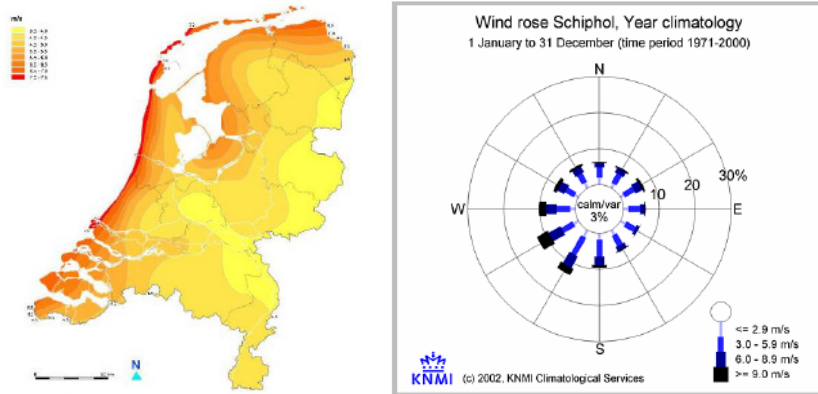 m/s
N
Wind rose Schiphol, Year climatology
1 January to 31 December (time period 1971-2000)
N
30%
20
10
calm/var
3%
W
E
S
<= 2.9 m/s
3.0 - 5.9 m/s
6.0 - 8.9 m/s
>= 9.0 m/s
KNMI
(c) 2002, KNMI Climatological Services